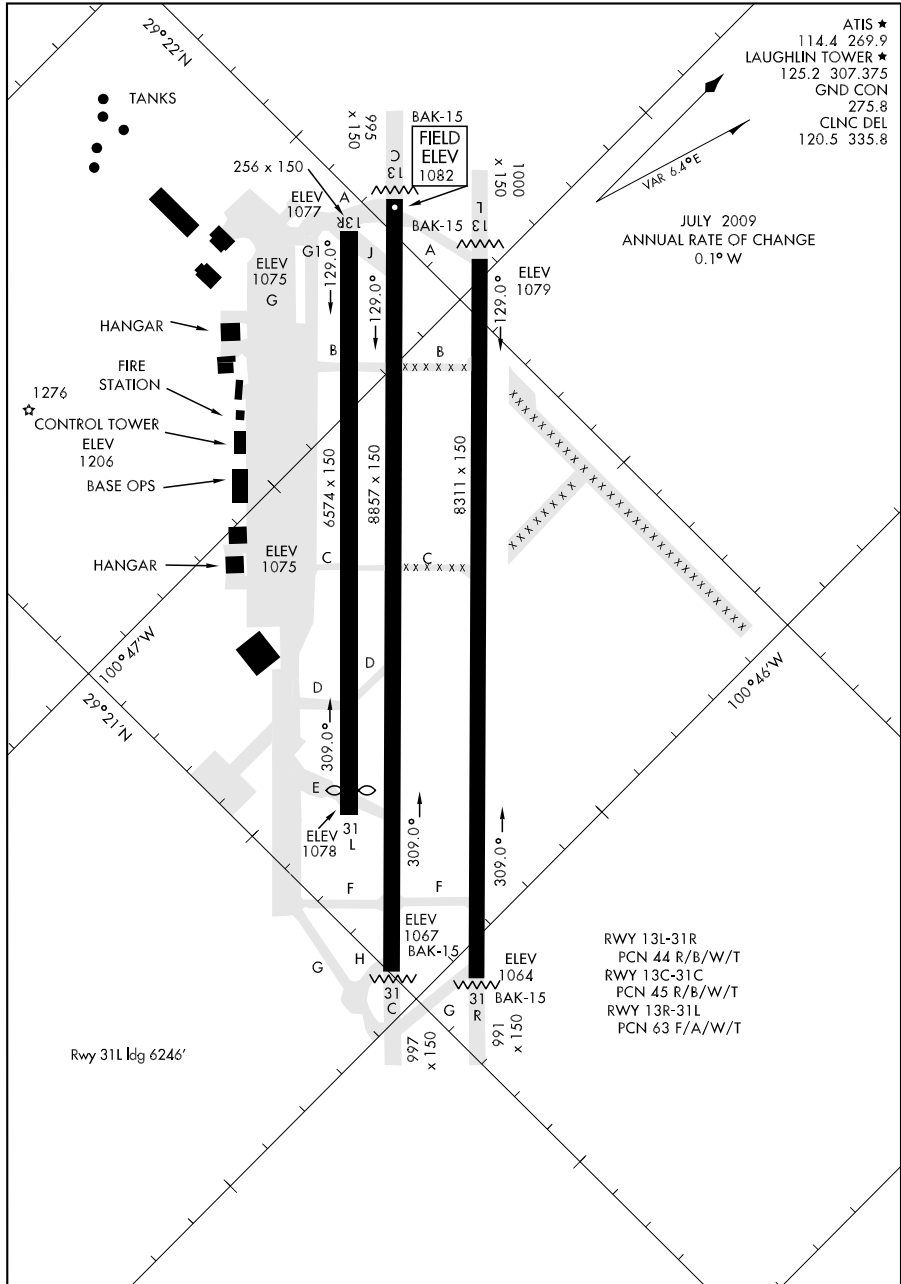 ATIS ★
114.4 269.9
LAUGHLIN TOWER ★
125.2 307.375
GND CON
275.8
CLNC DEL
120.5 335.8
29°22'N
TANKS
995
x 150
BAK-15
FIELD
ELEV
1082
1000
x 150
VAR 6.4°E
JULY 2009
ANNUAL RATE OF CHANGE
0.1° W
256 x 150
ELEV
1077
A
13R
13
C
BAK-15
13
L
ELEV
1079
ELEV
1075
G
G1
129.0°
J
129.0°
A
129.0°
HANGAR
B
xxxxxx
B
FIRE
STATION
1276
CONTROL TOWER
ELEV
1206
BASE OPS
6574 x 150
8857 x 150
8311 x 150
xxxxxxxxxxxxxxxxxxxx
xxxxxxxx
HANGAR
ELEV
1075
C
xxxxxx
C
100°47'W
29°21'N
100°46'W
D
D
309.0°
E
ELEV
1078
31
L
309.0°
309.0°
F
F
ELEV
1067
BAK-15
ELEV
1064
BAK-15
G
H
31
C
G
31
R
997
x 150
991
x 150
RWY 13L-31R
PCN 44 R/B/W/T
RWY 13C-31C
PCN 45 R/B/W/T
RWY 13R-31L
PCN 63 F/A/W/T
Rwy 31L ldg 6246'